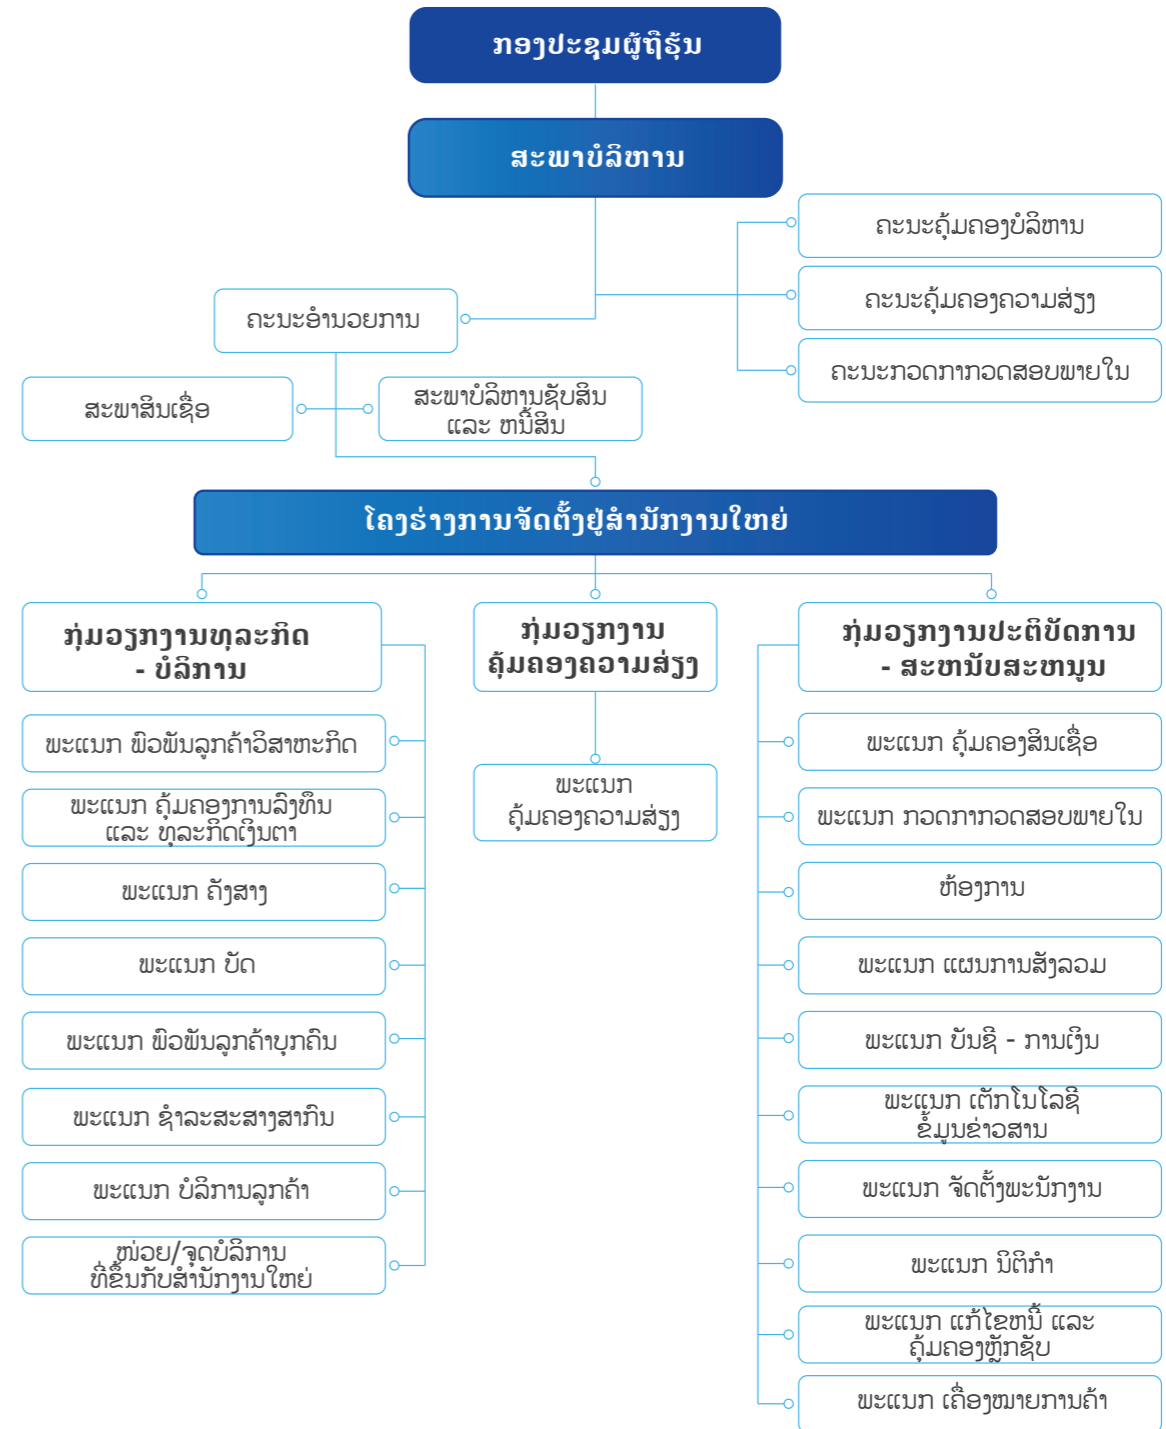 ກອງປະຊຸມຜູ້ຖືຮຸ້ນ
ສະພາບໍລິຫານ
ຄະນະຄຸ້ມຄອງບໍລິຫານ
ຄະນະຄຸ້ມຄອງຄວາມສ່ຽງ
ຄະນະກວດກາກວດສອບພາຍໃນ
ຄະນະອຳນວຍການ
ສະພາສິນເຊື່ອ
ສະພາບໍລິຫານຊັບສິນ
ແລະ ຫນີ້ສິນ
ໂຄງຮ່າງການຈັດຕັ້ງຢູ່ສຳນັກງານໃຫຍ່
ກຸ່ມວຽກງານທຸລະກິດ
- ບໍລິການ
ພະແນກ ພົວພັນລູກຄ້າວິສາຫະກິດ
ພະແນກ ຄຸ້ມຄອງການລົງທຶນ
ແລະ ທຸລະກິດເງິນຕາ
ພະແນກ ຄັງສາງ
ພະແນກ ບັດ
ພະແນກ ພົວພັນລູກຄ້າບຸກຄົນ
ພະແນກ ຊຳລະສະສາງສາກົນ
ພະແນກ ບໍລິການລູກຄ້າ
ໜ່ວຍ/ຈຸດບໍລິການ
ທີ່ຂຶ້ນກັບສຳນັກງານໃຫຍ່
ກຸ່ມວຽກງານ
ຄຸ້ມຄອງຄວາມສ່ຽງ
ພະແນກ
ຄຸ້ມຄອງຄວາມສ່ຽງ
ກຸ່ມວຽກງານປະຕິບັດການ
- ສະຫນັບສະຫນູນ
ພະແນກ ຄຸ້ມຄອງສິນເຊື່ອ
ພະແນກ ກວດກາກວດສອບພາຍໃນ
ຫ້ອງການ
ພະແນກ ແຜນການສັງລວມ
ພະແນກ ບັນຊີ - ການເງິນ
ພະແນກ ເຕັກໂນໂລຊີ
ຂໍ້ມູນຂ່າວສານ
ພະແນກ ຈັດຕັ້ງພະນັກງານ
ພະແນກ ນິຕິກຳ
ພະແນກ ແກ້ໄຂຫນີ້ ແລະ
ຄຸ້ມຄອງຫຼັກຊັບ
ພະແນກ ເຄື່ອງໝາຍການຄ້າ